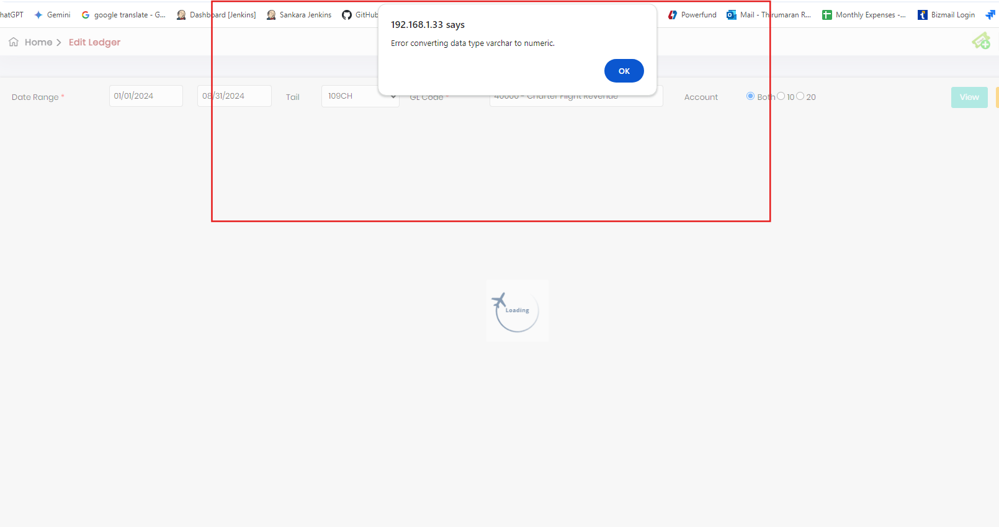 hatGPT Gemini google translate - G... Dashboard [Jenkins] Sankara Jenkins GitHub Powerfund Mail - Thirumaran R... Monthly Expenses -... Bizmail Login
192.168.1.33 says
Error converting data type varchar to numeric.
OK
Home > Edit Ledger
Date Range * 01/01/2024 08/31/2024 Tail 109CH GL Code * 40000 - Charter Flight Revenue Account Both 10 20 View
Loading